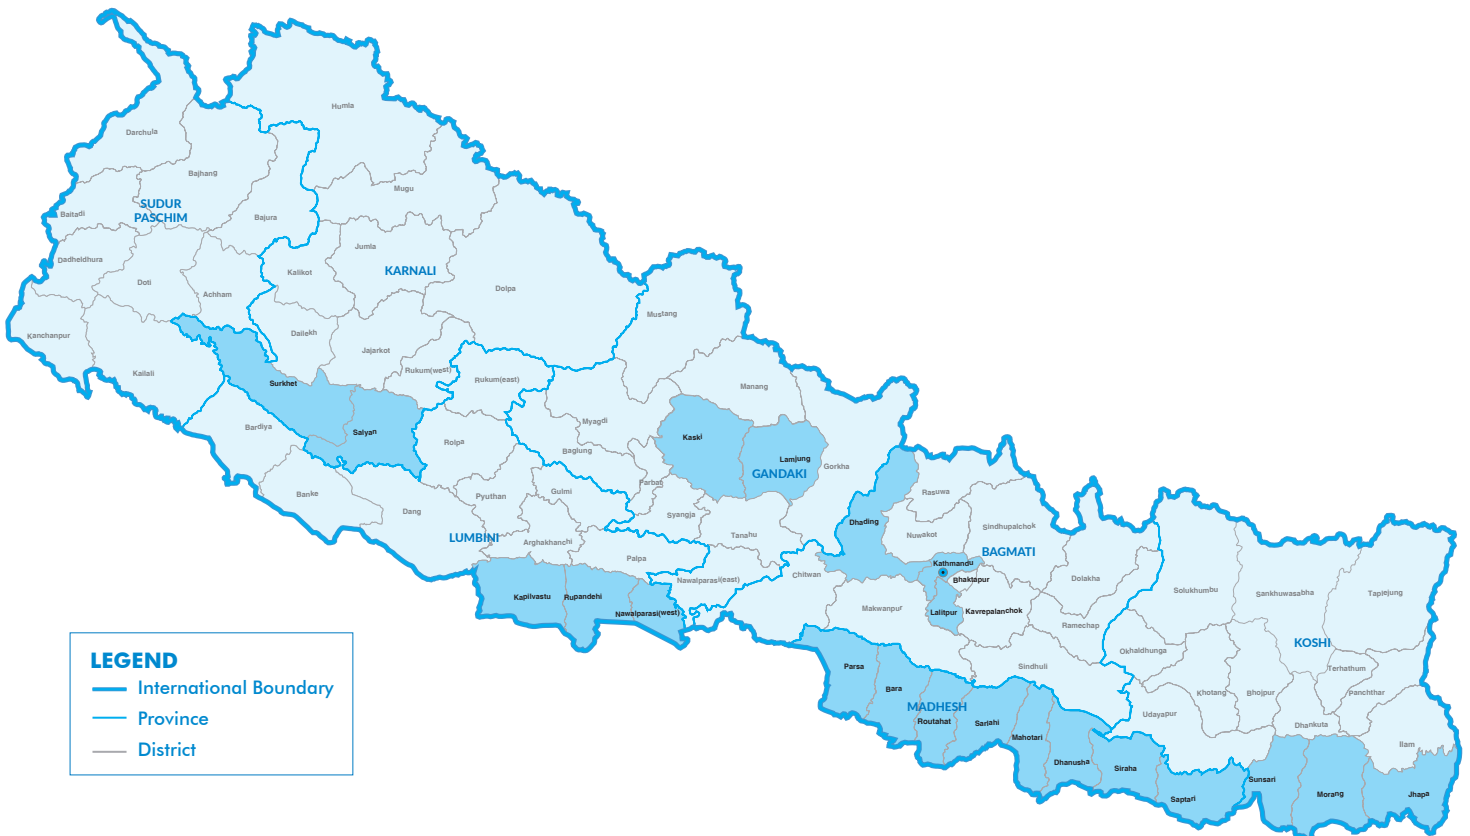 Humla
Darchula
Bajhang
Mugu
SUDUR
PASCHIM
Baitadi
Bajura
Jumla
Dadheldhura
KARNALI
Kalikot
Doti
Dolpa
Achham
Mustang
Dailekh
Kanchanpur
Jajarkot
Rukum(west)
Kailali
Rukum(east)
Surkhet
Manang
Myagdi
Bardiya
Salyan
Kaski
Rolpa
Baglung
Lamjung
Gorkha
GANDAKI
Parbat
Banke
Pyuthan
Gulmi
Rasuwa
Dang
Syangja
Dhading
Sindhupalchok
Nuwakot
Tanahu
LUMBINI
Arghakhanchi
BAGMATI
Palpa
Kathmandu
Chitwan
Nawalparasi(east)
Bhaktapur
Dolakha
Solukhumbu
Sankhuwasabha
Taplejung
Kapilvastu
Rupandehi
Nawalparasi(west)
Makwanpur
Lalitpur
Kavrepalanchok
Ramechap
KOSHI
Okhaldhunga
LEGEND
International Boundary
Province
District
Parsa
Sindhuli
Terhathum
Bara
Khotang
Bhojpur
Panchthar
MADHESH
Udayapur
Routahat
Sarlahi
Dhankuta
Mahotari
Ilam
Dhanusha
Siraha
Sunsari
Saptari
Morang
Jhapa